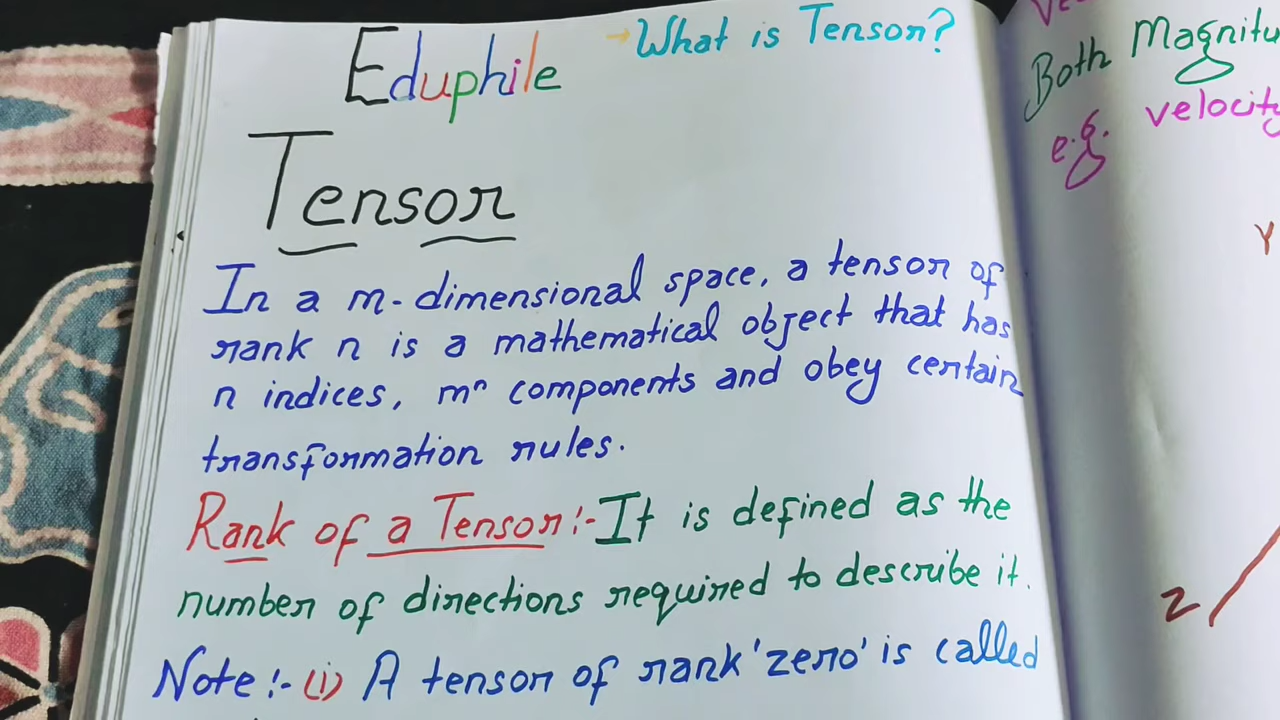 Eduphile
→What is Tensor?
Tensor
In a m-dimensional space, a tensor of
rank n is a mathematical object that has
n indices, mⁿ components and obey certain
transformation rules.
Rank of a Tensor:- It is defined as the
number of directions required to describe it.
Note:- (i) A tensor of rank 'zero' is called
Both Magnitu
e.g. velocity
Y
Z